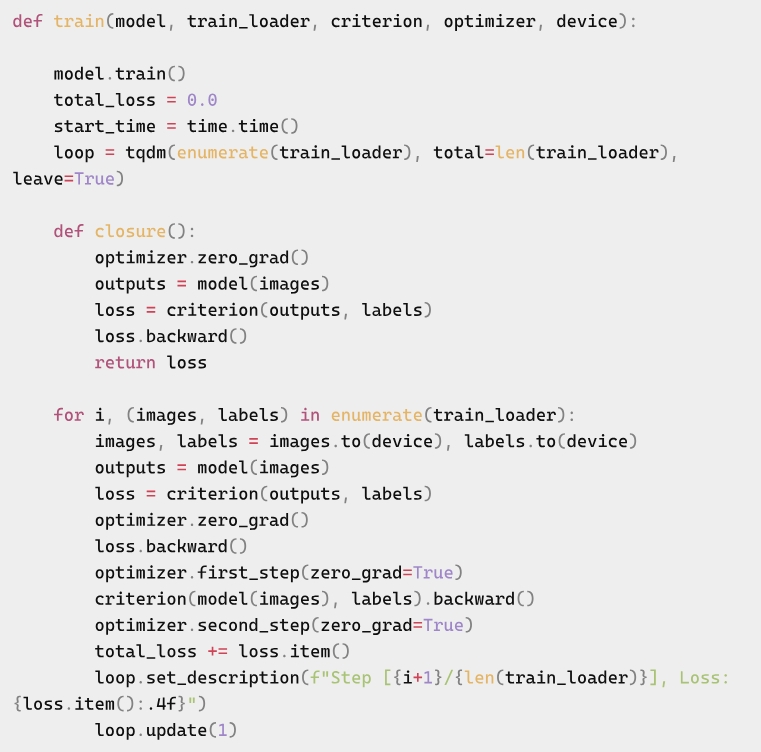 def train(model, train_loader, criterion, optimizer, device):

    model.train()
    total_loss = 0.0
    start_time = time.time()
    loop = tqdm(enumerate(train_loader), total=len(train_loader),
leave=True)

    def closure():
        optimizer.zero_grad()
        outputs = model(images)
        loss = criterion(outputs, labels)
        loss.backward()
        return loss

    for i, (images, labels) in enumerate(train_loader):
        images, labels = images.to(device), labels.to(device)
        outputs = model(images)
        loss = criterion(outputs, labels)
        optimizer.zero_grad()
        loss.backward()
        optimizer.first_step(zero_grad=True)
        criterion(model(images), labels).backward()
        optimizer.second_step(zero_grad=True)
        total_loss += loss.item()
        loop.set_description(f"Step [{i+1}/{len(train_loader)}], Loss:
{loss.item():.4f}")
        loop.update(1)